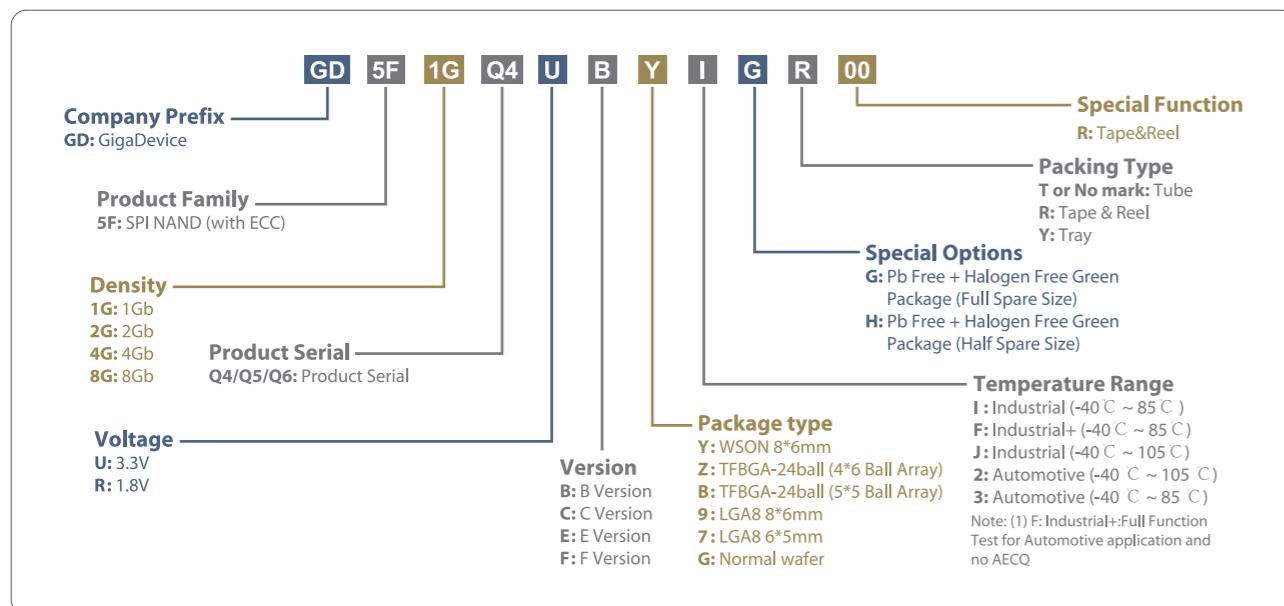 GD 5F 1G Q4 U B Y I G R 00
Company Prefix
GD: GigaDevice
Product Family
5F: SPI NAND (with ECC)
Density
1G: 1Gb
2G: 2Gb
4G: 4Gb
8G: 8Gb
Product Serial
Q4/Q5/Q6: Product Serial
Voltage
U: 3.3V
R: 1.8V
Version
B: B Version
C: C Version
E: E Version
F: F Version
Package type
Y: WSON 8*6mm
Z: TFBGA-24ball (4*6 Ball Array)
B: TFBGA-24ball (5*5 Ball Array)
9: LGA8 8*6mm
7: LGA8 6*5mm
G: Normal wafer
Temperature Range
I : Industrial (-40℃ ~ 85℃)
F: Industrial+ (-40℃ ~ 85℃)
J: Industrial (-40℃ ~ 105℃)
2: Automotive (-40 ℃ ~ 105 ℃)
3: Automotive (-40 ℃ ~ 85 ℃)
Note: (1) F: Industrial+:Full Function
Test for Automotive application and
no AECQ
Special Options
G: Pb Free + Halogen Free Green
Package (Full Spare Size)
H: Pb Free + Halogen Free Green
Package (Half Spare Size)
Packing Type
T or No mark: Tube
R: Tape & Reel
Y: Tray
Special Function
R: Tape&Reel